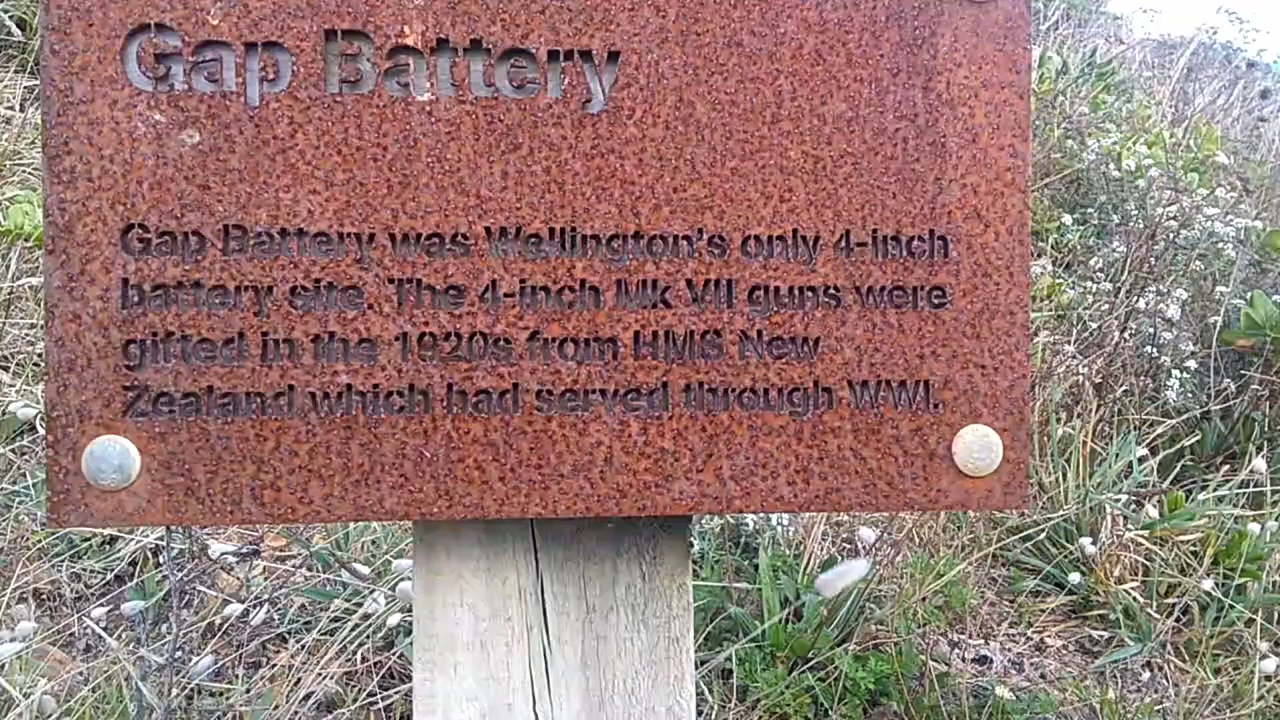 Gap Battery
Gap Battery was Wellington's only 4-inch
battery site. The 4-inch Mk VII guns were
gifted in the 1920s from HMS New
Zealand which had served through WWI.